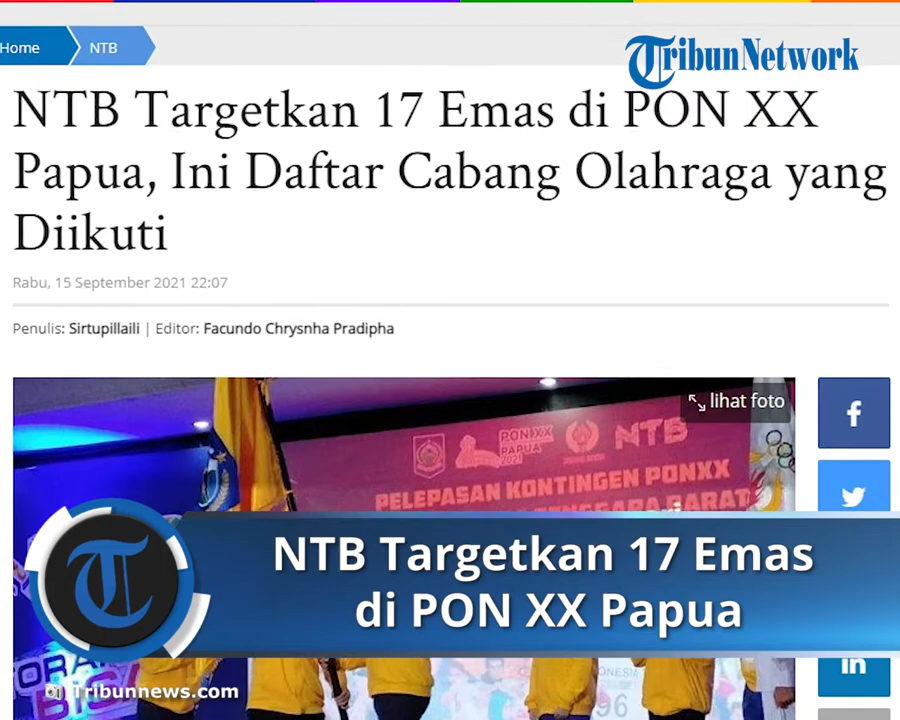 Home
NTB
TribunNetwork
NTB Targetkan 17 Emas di PON XX
Papua, Ini Daftar Cabang Olahraga yang
Diikuti
Rabu, 15 September 2021 22:07
Penulis: Sirtupillaili | Editor: Facundo Chrysnha Pradipha
lihat foto
PON XX
PAPUA
2021
NTB
PELEPASAN KONTINGEN PONXX
BARAT
NTB Targetkan 17 Emas
di PON XX Papua
Tribunnews.com
96